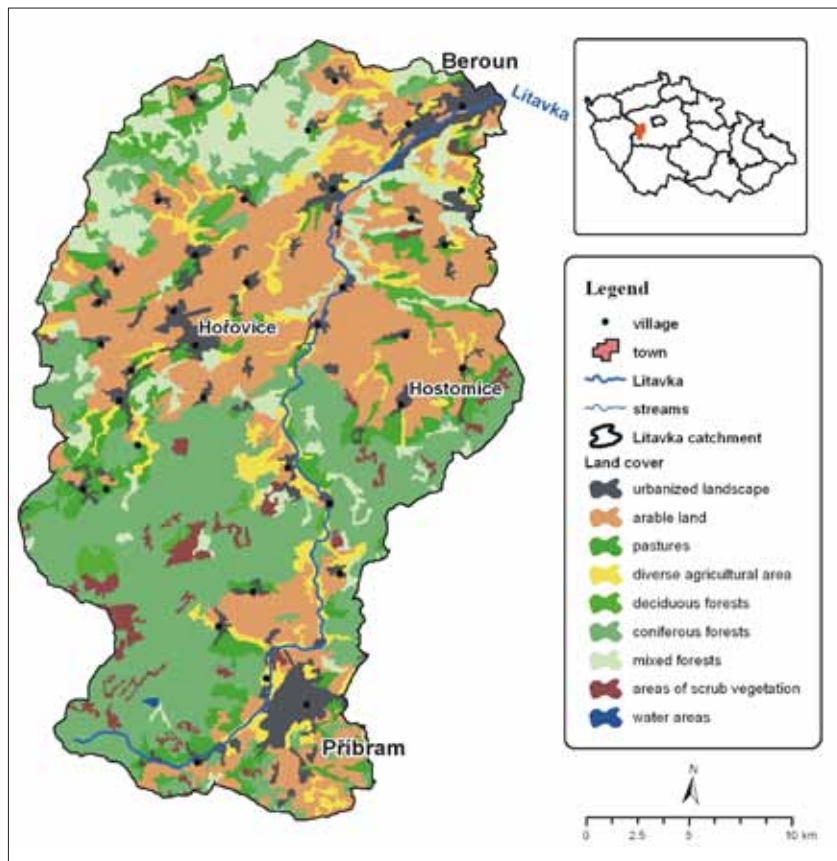 Beroun
Litavka
Hořovice
Hostomice
Příbram
Legend
village
town
Litavka
streams
Litavka catchment
Land cover
urbanized landscape
arable land
pastures
diverse agricultural area
deciduous forests
coniferous forests
mixed forests
areas of scrub vegetation
water areas
N
0 2.5 5 10 km